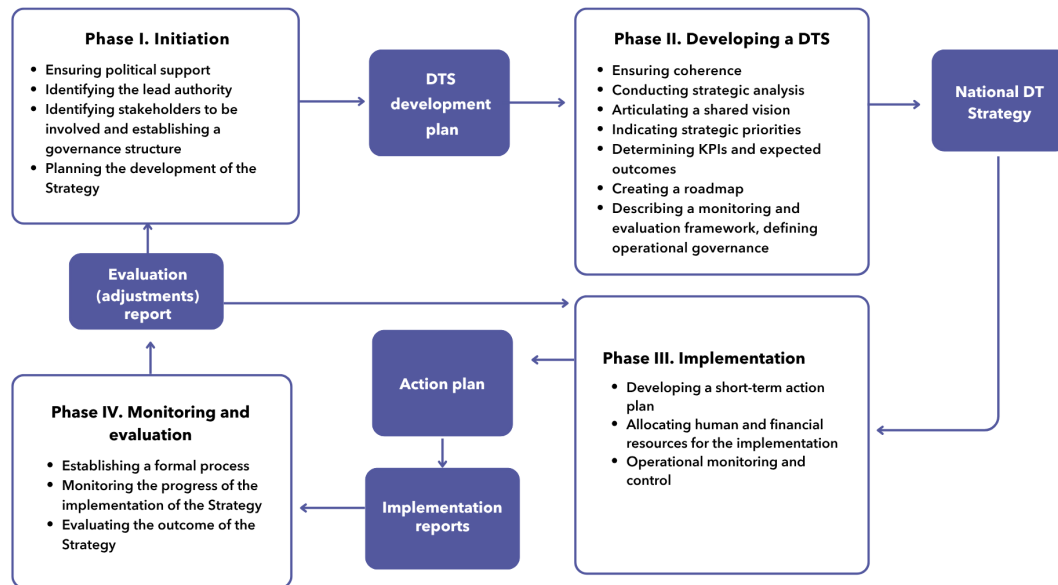 Phase I. Initiation
• Ensuring political support
• Identifying the lead authority
• Identifying stakeholders to be
involved and establishing a
governance structure
• Planning the development of the
Strategy
DTS
development
plan
Phase II. Developing a DTS
• Ensuring coherence
• Conducting strategic analysis
• Articulating a shared vision
• Indicating strategic priorities
• Determining KPIs and expected
outcomes
• Creating a roadmap
• Describing a monitoring and
evaluation framework, defining
operational governance
National DT
Strategy
Evaluation
(adjustments)
report
Phase III. Implementation
• Developing a short-term action
plan
• Allocating human and financial
resources for the implementation
• Operational monitoring and
control
Action plan
Implementation
reports
Phase IV. Monitoring and
evaluation
• Establishing a formal process
• Monitoring the progress of the
implementation of the Strategy
• Evaluating the outcome of the
Strategy